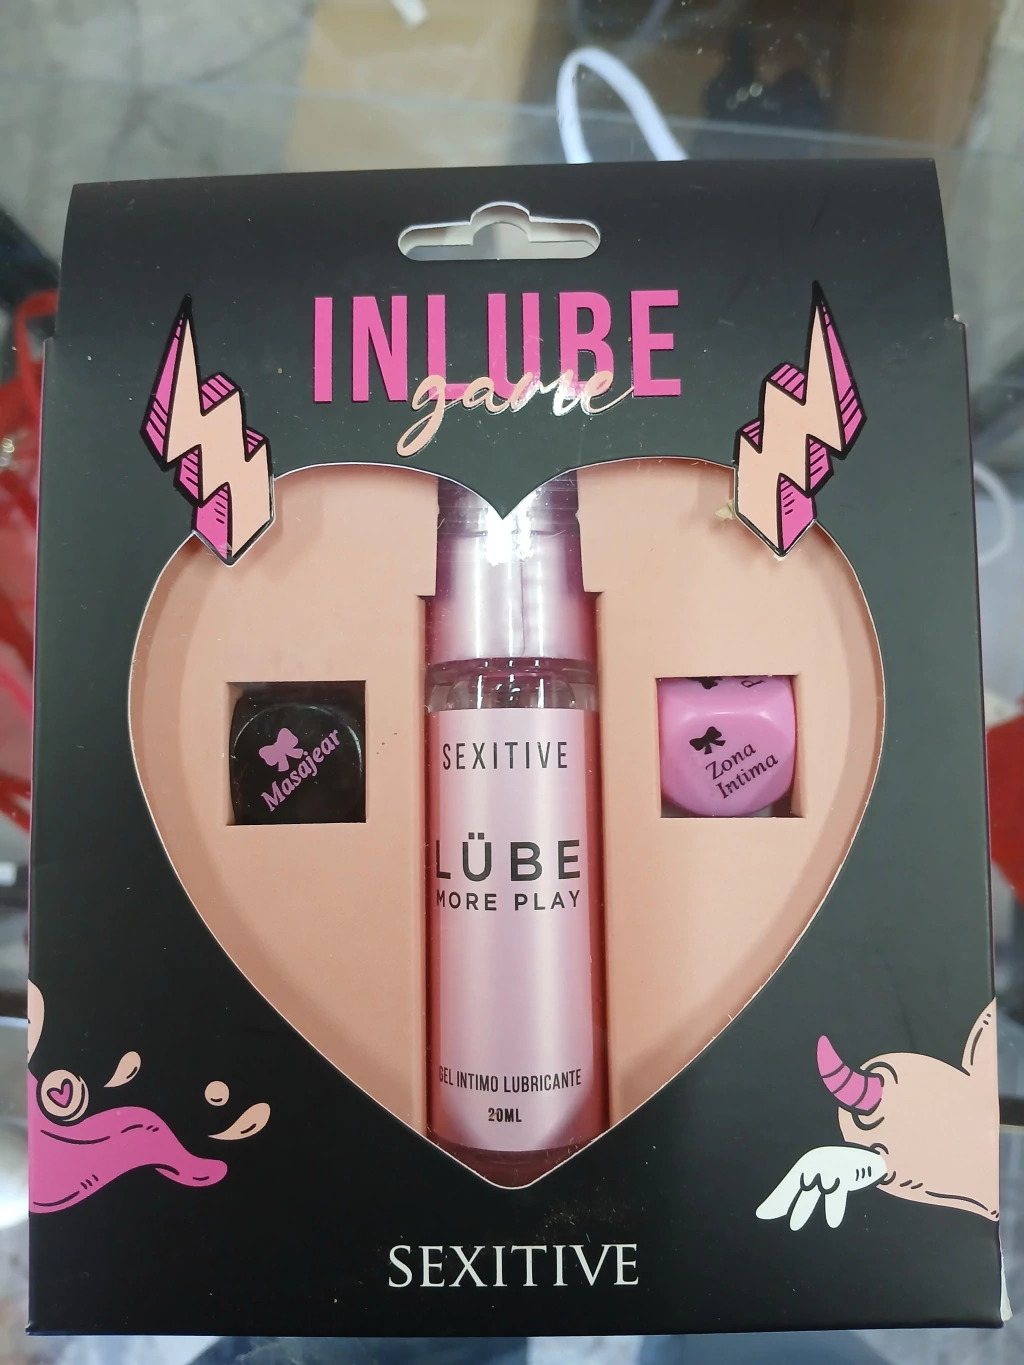 INLUBE
game
Masajear
Zona
Intima
SEXITIVE
LÜBE
MORE PLAY
GEL INTIMO LUBRICANTE
20ML
SEXITIVE